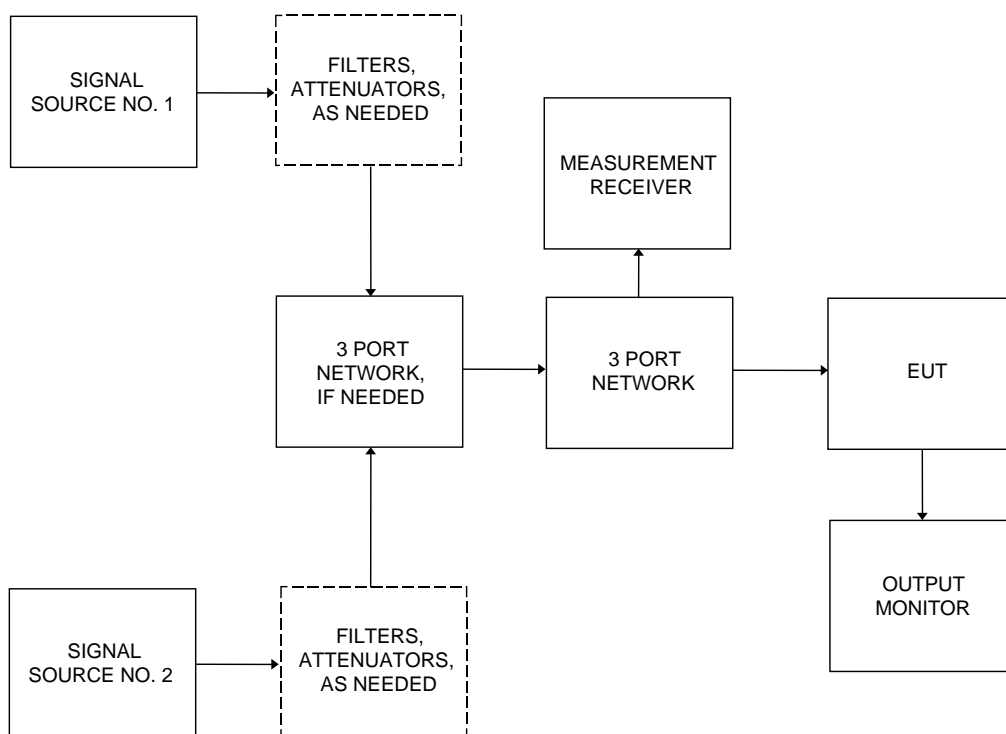 SIGNAL
SOURCE NO. 1
FILTERS,
ATTENUATORS,
AS NEEDED
MEASUREMENT
RECEIVER
3 PORT
NETWORK,
IF NEEDED
3 PORT
NETWORK
EUT
OUTPUT
MONITOR
SIGNAL
SOURCE NO. 2
FILTERS,
ATTENUATORS,
AS NEEDED